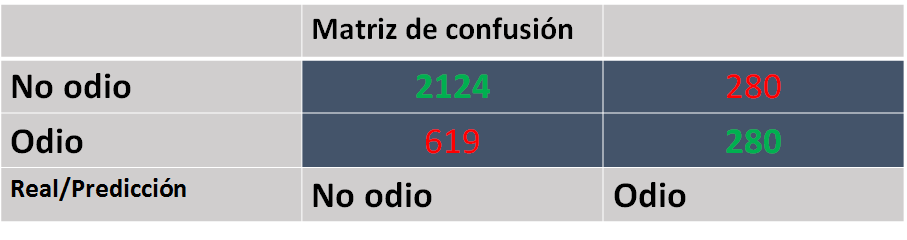 Matriz de confusión
No odio 2124 280
Odio 619 280
Real/Predicción No odio Odio